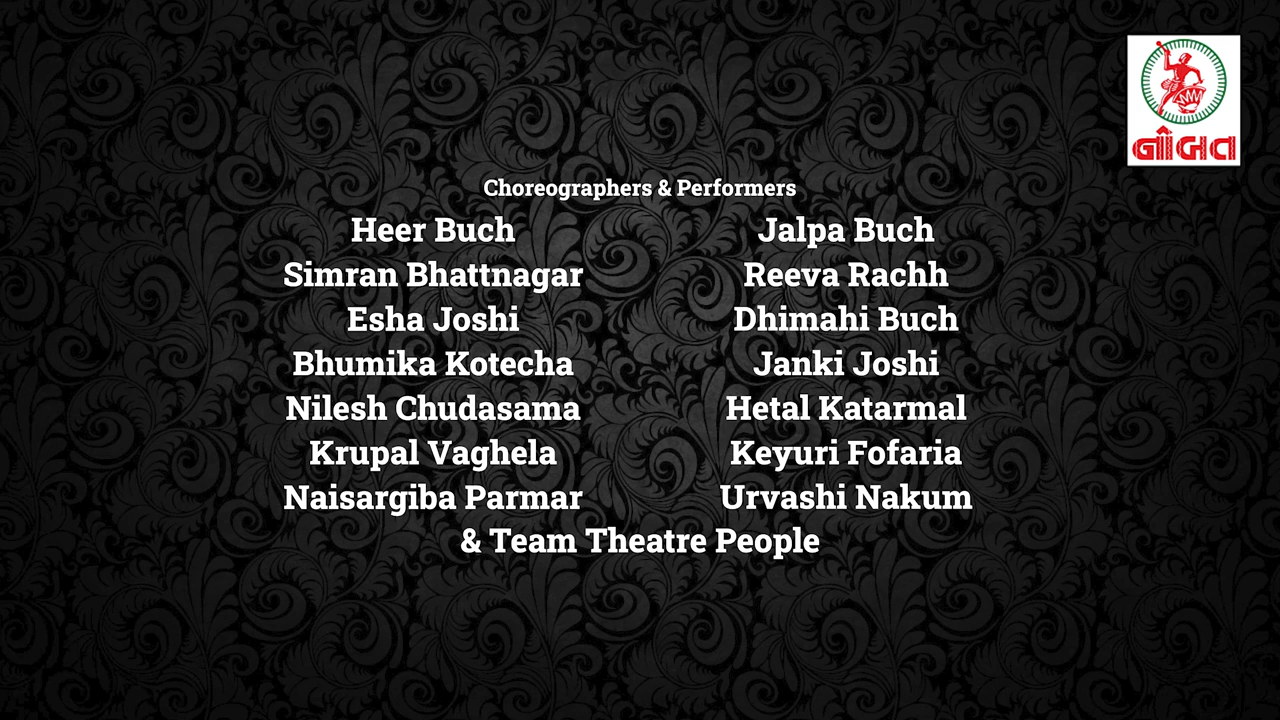 Choreographers & Performers
Heer Buch
Jalpa Buch
Simran Bhattnagar
Reeva Rachh
Esha Joshi
Dhimahi Buch
Bhumika Kotecha
Janki Joshi
Nilesh Chudasama
Hetal Katarmal
Krupal Vaghela
Keyuri Fofaria
Naisargiba Parmar
Urvashi Nakum
& Team Theatre People